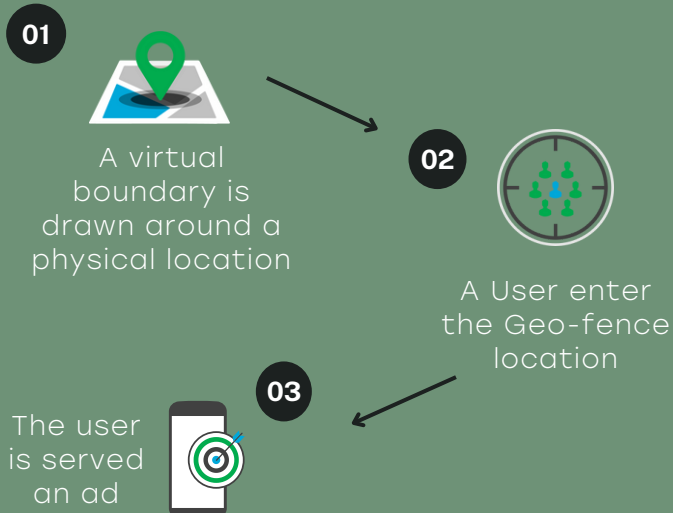 01
A virtual
boundary is
drawn around a
physical location
02
A User enter
the Geo-fence
location
03
The user
is served
an ad